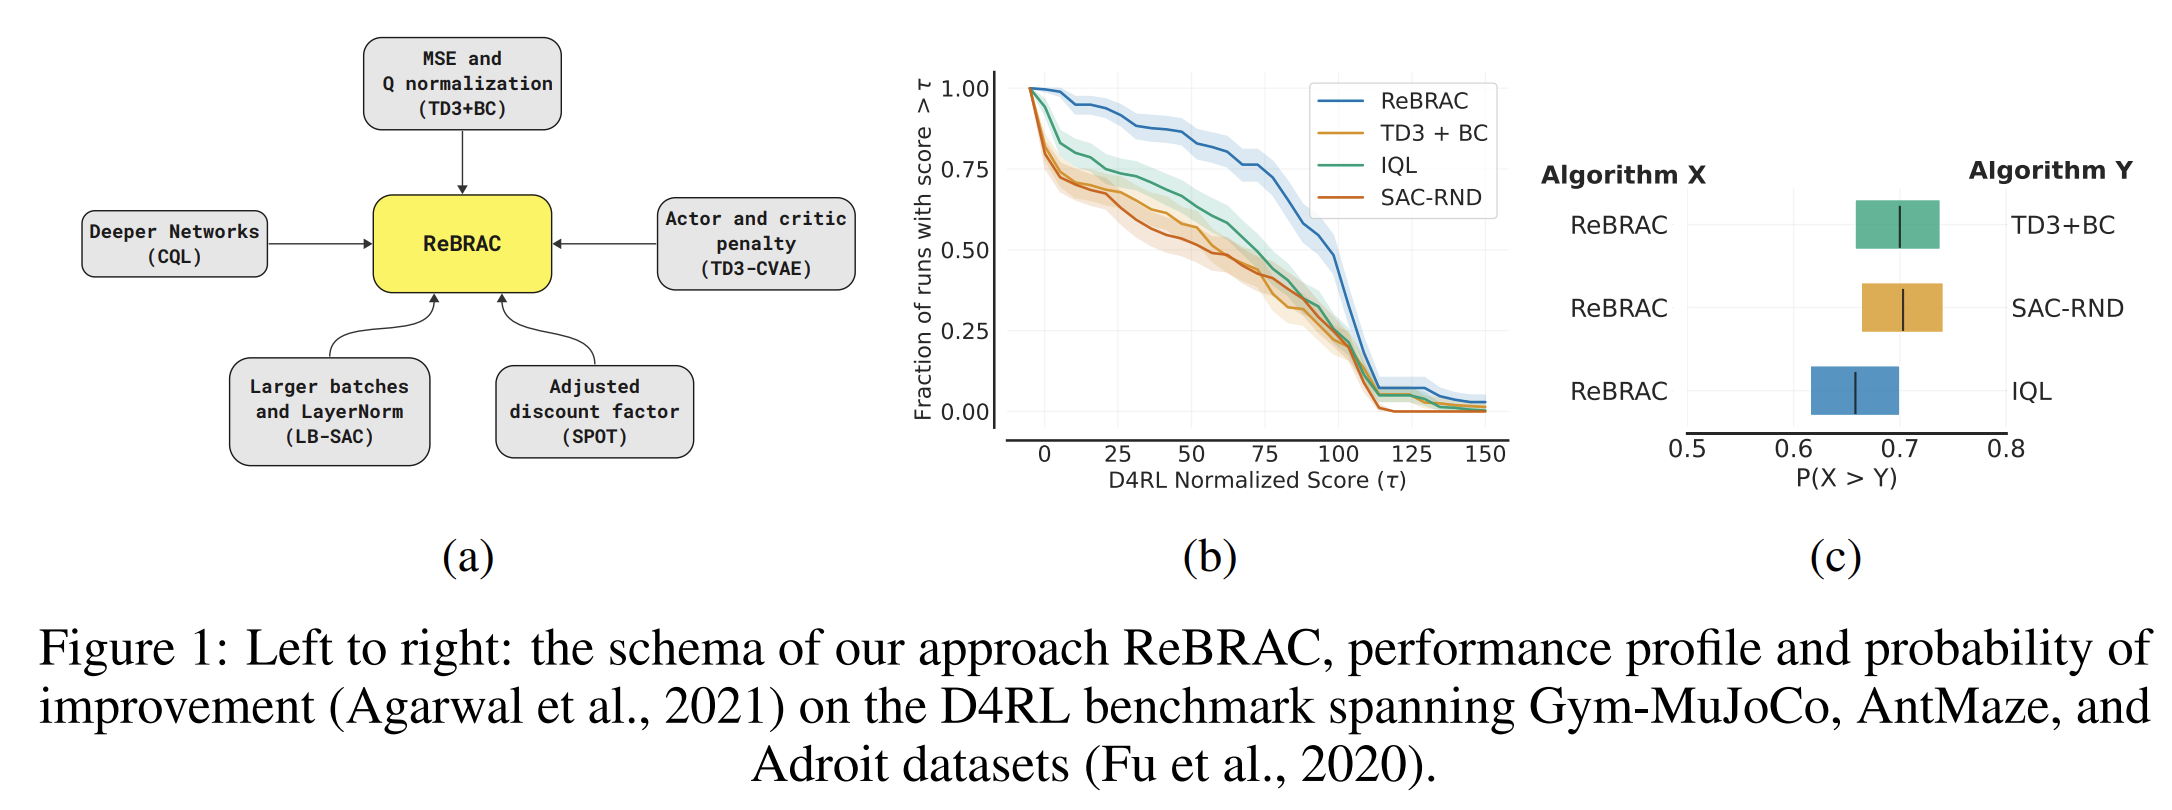 MSE and
Q normalization
(TD3+BC)
Deeper Networks
(CQL)
ReBRAC
Actor and critic
penalty
(TD3-CVAE)
Larger batches
and LayerNorm
(LB-SAC)
Adjusted
discount factor
(SPOT)
(a)
Fraction of runs with score > τ
1.00
0.75
0.50
0.25
0.00
ReBRAC
TD3 + BC
IQL
SAC-RND
0 25 50 75 100 125 150
D4RL Normalized Score (τ)
(b)
Algorithm X Algorithm Y
ReBRAC TD3+BC
ReBRAC SAC-RND
ReBRAC IQL
0.5 0.6 0.7 0.8
P(X > Y)
(c)
Figure 1: Left to right: the schema of our approach ReBRAC, performance profile and probability of
improvement (Agarwal et al., 2021) on the D4RL benchmark spanning Gym-MuJoCo, AntMaze, and
Adroit datasets (Fu et al., 2020).